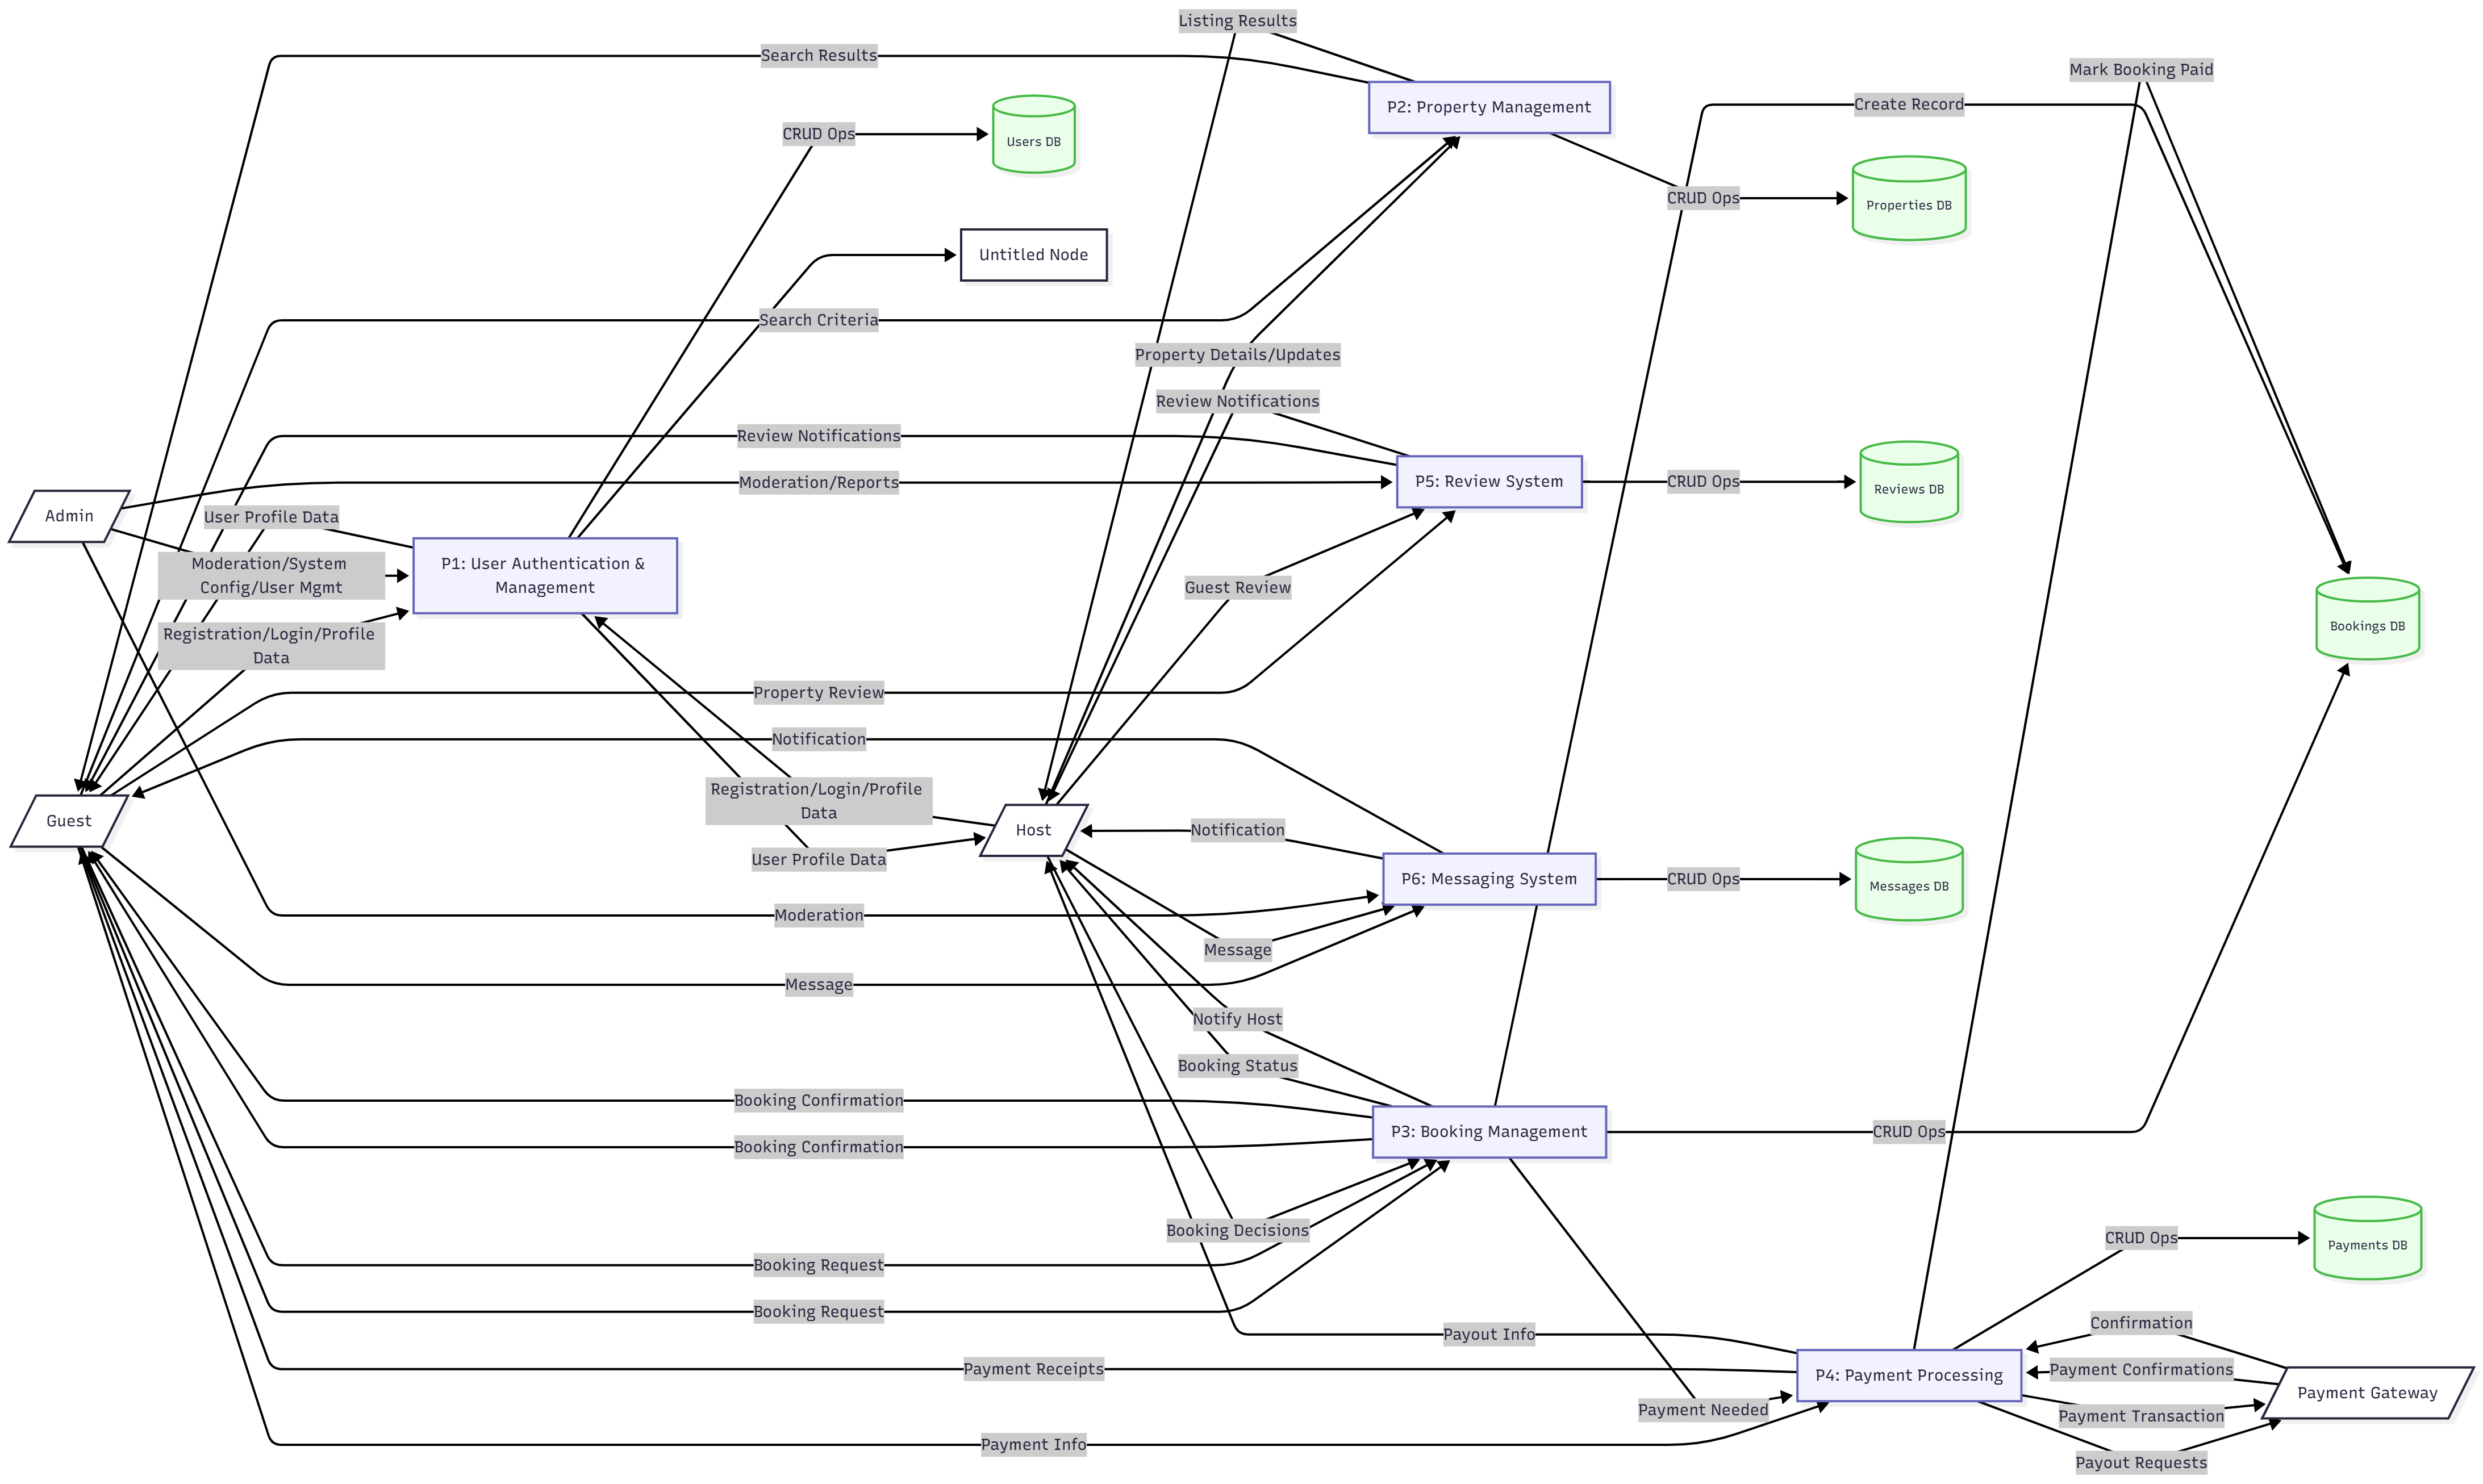 Listing Results
Search Results
Mark Booking Paid
P2: Property Management
Create Record
CRUD Ops
Users DB
CRUD Ops
Properties DB
Untitled Node
Search Criteria
Property Details/Updates
Review Notifications
Review Notifications
Moderation/Reports
P5: Review System
CRUD Ops
Reviews DB
Admin
User Profile Data
Moderation/System
Config/User Mgmt
P1: User Authentication &
Management
Guest Review
Registration/Login/Profile
Data
Bookings DB
Property Review
Notification
Registration/Login/Profile
Data
Guest
Host
Notification
User Profile Data
P6: Messaging System
CRUD Ops
Messages DB
Moderation
Message
Message
Notify Host
Booking Status
Booking Confirmation
P3: Booking Management
CRUD Ops
Booking Confirmation
Booking Decisions
Booking Request
CRUD Ops
Payments DB
Booking Request
Payout Info
Confirmation
Payment Receipts
P4: Payment Processing
Payment Confirmations
Payment Gateway
Payment Needed
Payment Transaction
Payment Info
Payout Requests